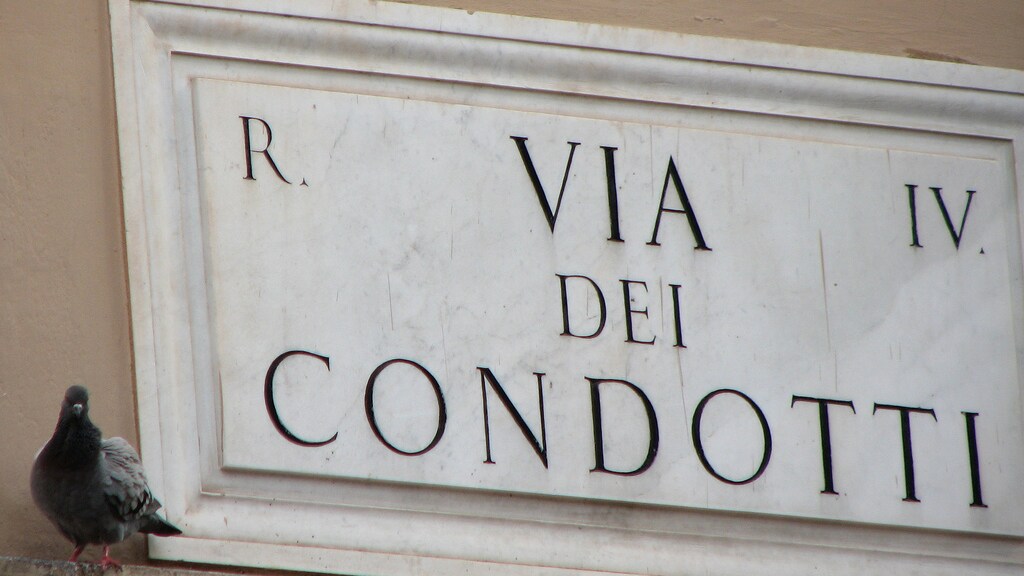 R. VIA IV.
DEI
CONDOTTI